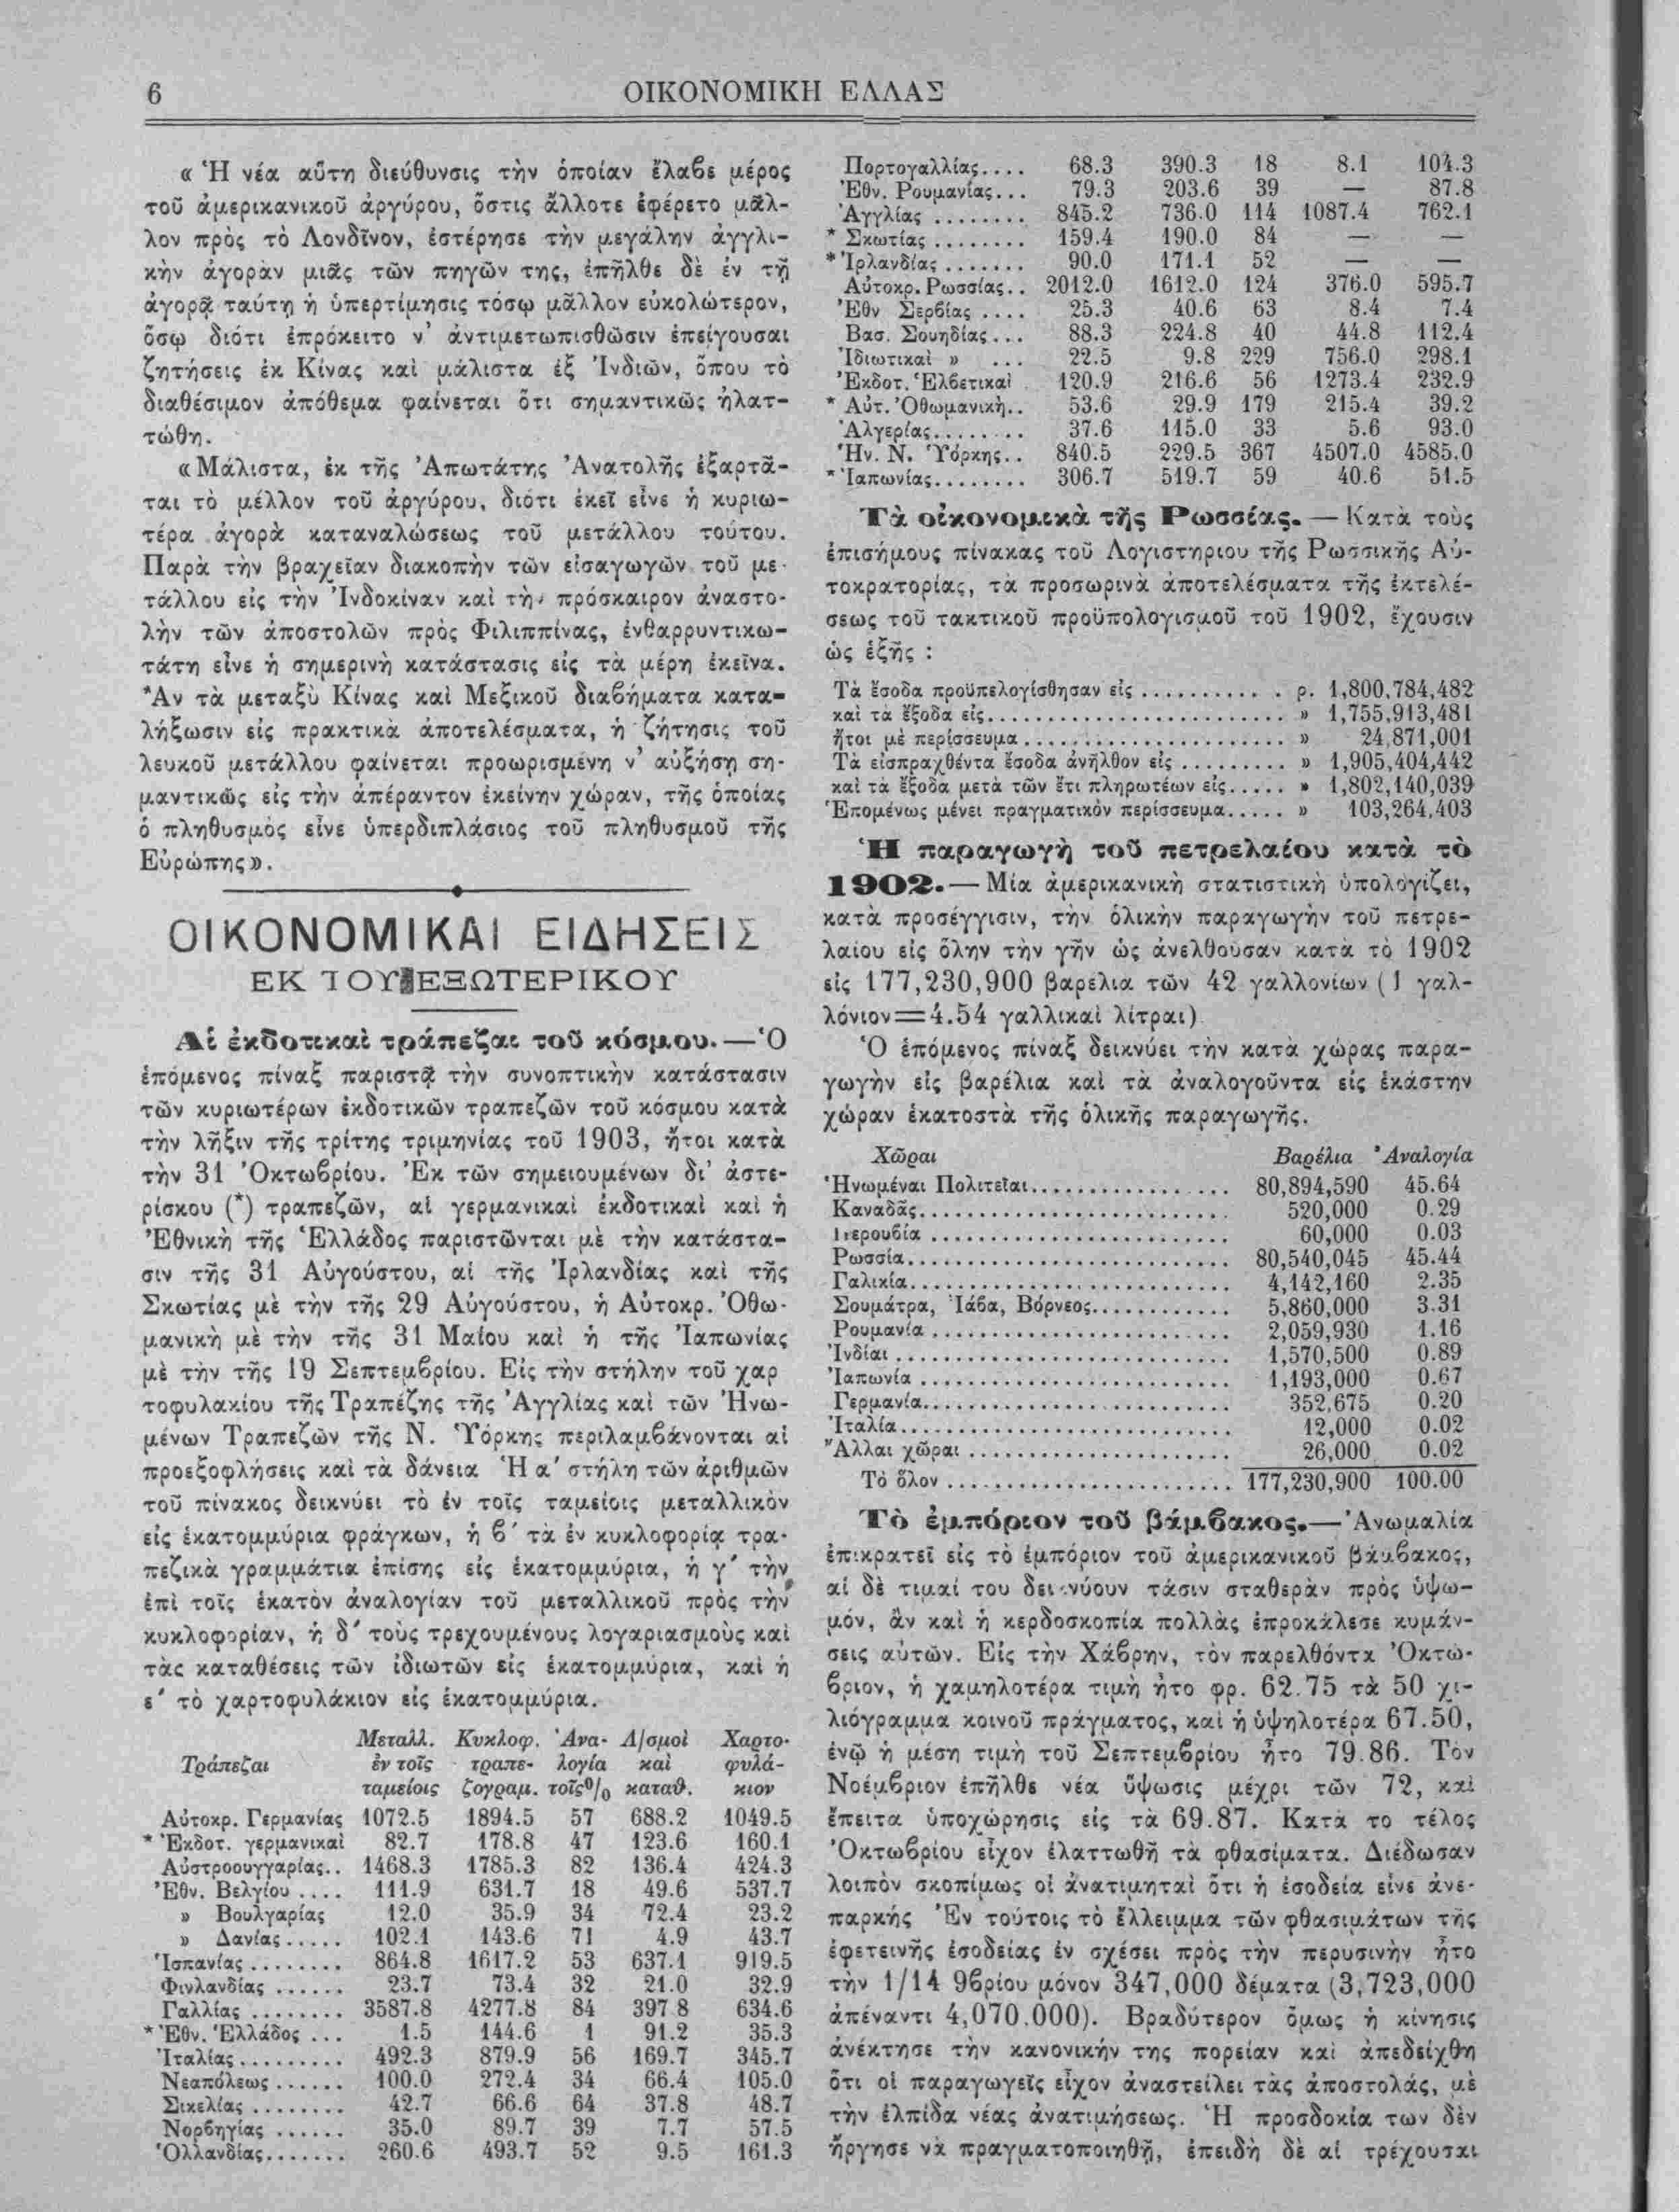 6
ΟΙΚΟΝΟΜΙΚΗ ΕΛΛΑΣ
« Ἡ νέα αὕτη διεύθυνσις τὴν ὁποίαν ἔλαβε μέρος
τοῦ ἀμερικανικοῦ ἀργύρου, ὅστις ἄλλοτε ἐφέρετο μᾶλ-
λον πρὸς τὸ Λονδῖνον, ἐστέρησε τὴν μεγάλην ἀγγλι-
κὴν ἀγορὰν μιᾶς τῶν πηγῶν της, ἐπῆλθε δὲ ἐν τῇ
ἀγορᾷ ταύτῃ ἡ ὑπερτίμησις τόσῳ μᾶλλον εὐκολώτερον,
ὅσῳ διότι ἐπρόκειτο ν' ἀντιμετωπισθῶσιν ἐπείγουσαι
ζητήσεις ἐκ Κίνας καὶ μάλιστα ἐξ Ἰνδιῶν, ὅπου τὸ
διαθέσιμον ἀπόθεμα φαίνεται ὅτι σημαντικῶς ἠλατ-
τώθη.
«Μάλιστα, ἐκ τῆς Ἀπωτάτης Ἀνατολῆς ἐξαρτᾶ-
ται τὸ μέλλον τοῦ ἀργύρου, διότι ἐκεῖ εἶνε ἡ κυριω-
τέρα ἀγορὰ καταναλώσεως τοῦ μετάλλου τούτου.
Παρὰ τὴν βραχεῖαν διακοπὴν τῶν εἰσαγωγῶν τοῦ με-
τάλλου εἰς τὴν Ἰνδοκίναν καὶ τὴν πρόσκαιρον ἀναστο-
λὴν τῶν ἀποστολῶν πρὸς Φιλιππίνας, ἐνθαρρυντικω-
τάτη εἶνε ἡ σημερινὴ κατάστασις εἰς τὰ μέρη ἐκεῖνα.
Ἂν τὰ μεταξὺ Κίνας καὶ Μεξικοῦ διαβήματα κατα-
λήξωσιν εἰς πρακτικὰ ἀποτελέσματα, ἡ ζήτησις τοῦ
λευκοῦ μετάλλου φαίνεται προωρισμένη ν' αὐξήσῃ ση-
μαντικῶς εἰς τὴν ἀπέραντον ἐκείνην χώραν, τῆς ὁποίας
ὁ πληθυσμὸς εἶνε ὑπερδιπλάσιος τοῦ πληθυσμοῦ τῆς
Εὐρώπης».
ΟΙΚΟΝΟΜΙΚΑΙ ΕΙΔΗΣΕΙΣ
ΕΚ ΤΟΥ ΕΞΩΤΕΡΙΚΟΥ
Αἱ ἐκδοτικαὶ τράπεζαι τοῦ κόσμου.—Ὁ
ἑπόμενος πίναξ παριστᾷ τὴν συνοπτικὴν κατάστασιν
τῶν κυριωτέρων ἐκδοτικῶν τραπεζῶν τοῦ κόσμου κατὰ
τὴν λῆξιν τῆς τρίτης τριμηνίας τοῦ 1903, ἤτοι κατὰ
τὴν 31 Ὀκτωβρίου. Ἐκ τῶν σημειουμένων δι' ἀστε-
ρίσκου (*) τραπεζῶν, αἱ γερμανικαὶ ἐκδοτικαὶ καὶ ἡ
Ἐθνικὴ τῆς Ἑλλάδος παριστῶνται μὲ τὴν κατάστα-
σιν τῆς 31 Αὐγούστου, αἱ τῆς Ἰρλανδίας καὶ τῆς
Σκωτίας μὲ τὴν τῆς 29 Αὐγούστου, ἡ Αὐτοκρ. Ὀθω-
μανικὴ μὲ τὴν τῆς 31 Μαΐου καὶ ἡ τῆς Ἰαπωνίας
μὲ τὴν τῆς 19 Σεπτεμβρίου. Εἰς τὴν στήλην τοῦ χαρ
τοφυλακίου τῆς Τραπέζης τῆς Ἀγγλίας καὶ τῶν Ἡνω-
μένων Τραπεζῶν τῆς Ν. Ὑόρκης περιλαμβάνονται αἱ
προεξοφλήσεις καὶ τὰ δάνεια Ἡ α' στήλη τῶν ἀριθμῶν
τοῦ πίνακος δεικνύει τὸ ἐν τοῖς ταμείοις μεταλλικὸν
εἰς ἑκατομμύρια φράγκων, ἡ β' τὰ ἐν κυκλοφορίᾳ τρα-
πεζικὰ γραμμάτια ἐπίσης εἰς ἑκατομμύρια, ἡ γ' τὴν
ἐπὶ τοῖς ἑκατὸν ἀναλογίαν τοῦ μεταλλικοῦ πρὸς τὴν
κυκλοφορίαν, ἡ δ' τοὺς τρεχουμένους λογαριασμοὺς καὶ
τὰς καταθέσεις τῶν ἰδιωτῶν εἰς ἑκατομμύρια, καὶ ἡ
ε' τὸ χαρτοφυλάκιον εἰς ἑκατομμύρια.
Μεταλλ. Κυκλοφ. Ἀνα- Λ/σμοὶ Χαρτο-
Τράπεζαι ἐν τοῖς τραπε- λογία καὶ φυλά-
ταμείοις ζογραμ. τοῖς % καταθ. κιον
Αὐτοκρ. Γερμανίας 1072.5 1894.5 57 688.2 1049.5
* Ἐκδοτ. γερμανικαὶ 82.7 178.8 47 123.6 160.1
Αὐστροουγγαρίας.. 1468.3 1785.3 82 136.4 424.3
Ἐθν. Βελγίου .... 111.9 631.7 18 49.6 537.7
» Βουλγαρίας 12.0 35.9 34 72.4 23.2
» Δανίας..... 102.1 143.6 71 4.9 43.7
Ἱσπανίας ........ 864.8 1617.2 53 637.1 919.5
Φινλανδίας ...... 23.7 73.4 32 21.0 32.9
Γαλλίας ........ 3587.8 4277.8 84 397 8 634.6
* Ἐθν. Ἑλλάδος ... 1.5 144.6 1 91.2 35.3
Ἰταλίας......... 492.3 879.9 56 169.7 345.7
Νεαπόλεως ...... 100.0 272.4 34 66.4 105.0
Σικελίας ........ 42.7 66.6 64 37.8 48.7
Νορβηγίας ...... 35.0 89.7 39 7.7 57.5
Ὁλλανδίας....... 260.6 493.7 52 9.5 161.3
Πορτογαλλίας.... 68.3 390.3 18 8.1 104.3
Ἐθν. Ρουμανίας... 79.3 203.6 39 — 87.8
Ἀγγλίας ........ 845.2 736.0 114 1087.4 762.1
* Σκωτίας ........ 159.4 190.0 84 — —
* Ἰρλανδίας ....... 90.0 171.1 52 — —
Αὐτοκρ. Ρωσσίας.. 2012.0 1612.0 124 376.0 595.7
Ἐθν Σερβίας .... 25.3 40.6 63 8.4 7.4
Βασ. Σουηδίας... 88.3 224.8 40 44.8 112.4
Ἰδιωτικαὶ » ... 22.5 9.8 229 756.0 298.1
Ἐκδοτ. Ἑλβετικαὶ . 120.9 216.6 56 1273.4 232.9
* Αὐτ. Ὀθωμανικὴ.. 53.6 29.9 179 215.4 39.2
Ἀλγερίας........ 37.6 115.0 33 5.6 93.0
Ἡν. Ν. Ὑόρκης.. 840.5 229.5 367 4507.0 4585.0
* Ἰαπωνίας........ 306.7 519.7 59 40.6 51.5
Τὰ οἰκονομικὰ τῆς Ρωσσίας. — Κατὰ τοὺς
ἐπισήμους πίνακας τοῦ Λογιστηρίου τῆς Ρωσσικῆς Αὐ-
τοκρατορίας, τὰ προσωρινὰ ἀποτελέσματα τῆς ἐκτελέ-
σεως τοῦ τακτικοῦ προϋπολογισμοῦ τοῦ 1902, ἔχουσιν
ὡς ἑξῆς :
Τὰ ἔσοδα προϋπελογίσθησαν εἰς ........... ρ. 1,800,784,482
καὶ τὰ ἔξοδα εἰς....................... » 1,755,913,481
ἤτοι μὲ περίσσευμα .................... » 24,871,001
Τὰ εἰσπραχθέντα ἔσοδα ἀνῆλθον εἰς ......... » 1,905,404,442
καὶ τὰ ἔξοδα μετὰ τῶν ἔτι πληρωτέων εἰς..... » 1,802,140,039
Ἑπομένως μένει πραγματικὸν περίσσευμα..... » 103,264,403
Ἡ παραγωγὴ τοῦ πετρελαίου κατὰ τὸ
1902.—Μία ἀμερικανικὴ στατιστικὴ ὑπολογίζει,
κατὰ προσέγγισιν, τὴν ὁλικὴν παραγωγὴν τοῦ πετρε-
λαίου εἰς ὅλην τὴν γῆν ὡς ἀνελθοῦσαν κατὰ τὸ 1902
εἰς 177,230,900 βαρέλια τῶν 42 γαλλονίων (1 γαλ-
λόνιον=4.54 γαλλικαὶ λίτραι)
Ὁ ἑπόμενος πίναξ δεικνύει τὴν κατὰ χώρας παρα-
γωγὴν εἰς βαρέλια καὶ τὰ ἀναλογοῦντα εἰς ἑκάστην
χώραν ἑκατοστὰ τῆς ὁλικῆς παραγωγῆς.
Χῶραι Βαρέλια Ἀναλογία
Ἡνωμέναι Πολιτεῖαι.................. 80,894,590 45.64
Καναδᾶς......................... 520,000 0.29
Περουβία ........................ 60,000 0.03
Ρωσσία.......................... 80,540,045 45.44
Γαλικία......................... 4,142,160 2.35
Σουμάτρα, Ἰάβα, Βόρνεος............ 5,860,000 3.31
Ρουμανία ........................ 2,059,930 1.16
Ἰνδίαι ........................... 1,570,500 0.89
Ἰαπωνία ......................... 1,193,000 0.67
Γερμανία........................ 352,675 0.20
Ἰταλία.......................... 12,000 0.02
Ἄλλαι χῶραι ..................... 26,000 0.02
Τὸ ὅλον ....................... 177,230,900 100.00
Τὸ ἐμπόριον τοῦ βάμβακος.—Ἀνωμαλία
ἐπικρατεῖ εἰς τὸ ἐμπόριον τοῦ ἀμερικανικοῦ βάμβακος,
αἱ δὲ τιμαί του δεικνύουν τάσιν σταθερὰν πρὸς ὑψω-
μόν, ἂν καὶ ἡ κερδοσκοπία πολλὰς ἐπροκάλεσε κυμάν-
σεις αὐτῶν. Εἰς τὴν Χάβρην, τὸν παρελθόντα Ὀκτώ-
βριον, ἡ χαμηλοτέρα τιμὴ ἦτο φρ. 62.75 τὰ 50 χι-
λιόγραμμα κοινοῦ πράγματος, καὶ ἡ ὑψηλοτέρα 67.50,
ἐνῷ ἡ μέση τιμὴ τοῦ Σεπτεμβρίου ἦτο 79.86. Τὸν
Νοέμβριον ἐπῆλθε νέα ὕψωσις μέχρι τῶν 72, καὶ
ἔπειτα ὑποχώρησις εἰς τὰ 69.87. Κατὰ τὸ τέλος
Ὀκτωβρίου εἶχον ἐλαττωθῆ τὰ φθασίματα. Διέδωσαν
λοιπὸν σκοπίμως οἱ ἀνατιμηταὶ ὅτι ἡ ἐσοδεία εἶνε ἀνε-
παρκής Ἐν τούτοις τὸ ἔλλειμμα τῶν φθασιμάτων τῆς
ἐφετεινῆς ἐσοδείας ἐν σχέσει πρὸς τὴν περυσινὴν ἦτο
τὴν 1/14 9βρίου μόνον 347,000 δέματα (3,723,000
ἀπέναντι 4,070,000). Βραδύτερον ὅμως ἡ κίνησις
ἀνέκτησε τὴν κανονικήν της πορείαν καὶ ἀπεδείχθη
ὅτι οἱ παραγωγεῖς εἶχον ἀναστείλει τὰς ἀποστολάς, μὲ
τὴν ἐλπίδα νέας ἀνατιμήσεως. Ἡ προσδοκία των δὲν
ἤργησε νὰ πραγματοποιηθῇ, ἐπειδὴ δὲ αἱ τρέχουσαι